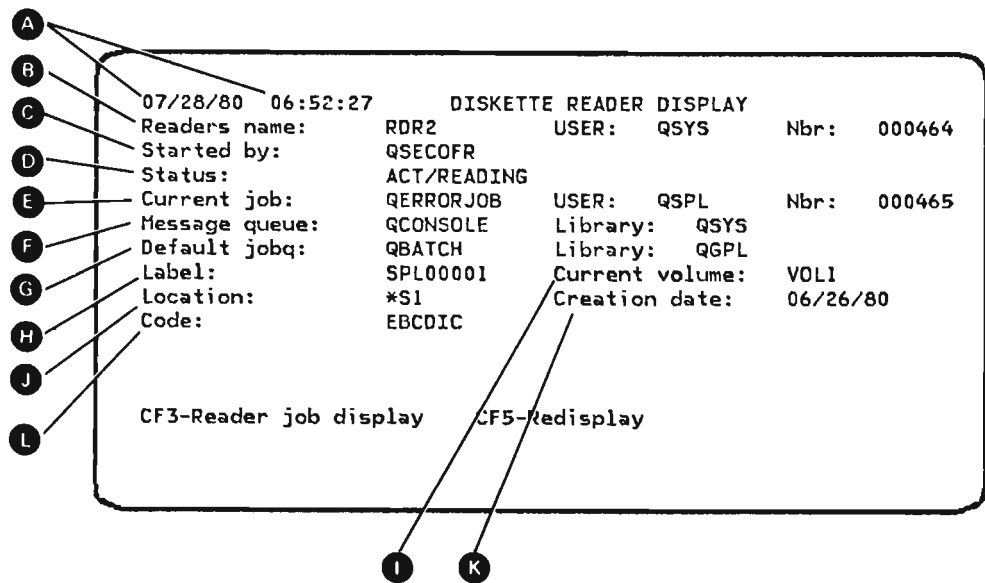 A
B
C
D
E
F
G
H
J
L
07/28/80 06:52:27 DISKETTE READER DISPLAY
Readers name: RDR2 USER: QSYS Nbr: 000464
Started by: QSECOFR
Status: ACT/READING
Current job: QERRORJOB USER: QSPL Nbr: 000465
Message queue: QCONSOLE Library: QSYS
Default jobq: QBATCH Library: QGPL
Label: SPL00001 Current volume: VOL1
Location: *S1 Creation date: 06/26/80
Code: EBCDIC
CF3-Reader job display CF5-Redisplay
I K